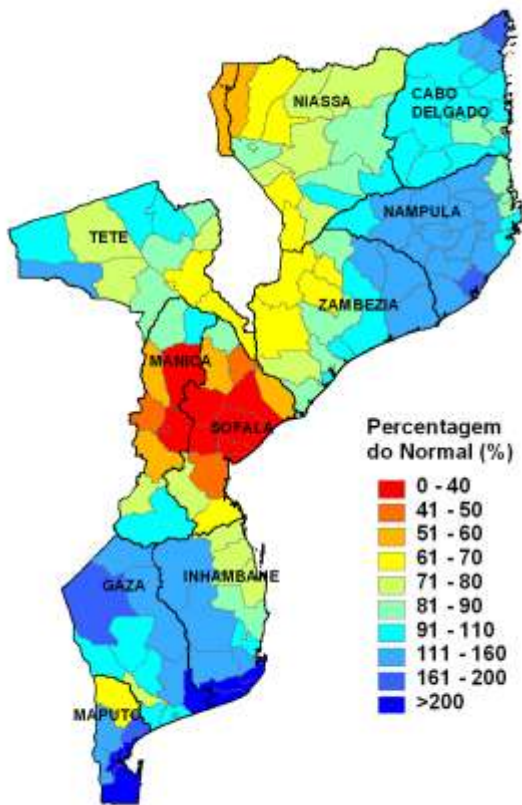 NIASSA
CABO
DELGADO
NAMPULA
TETE
ZAMBEZIA
MANICA
SOFALA
GAZA
INHAMBANE
MAPUTO
Percentagem
do Normal (%)
0 - 40
41 - 50
51 - 60
61 - 70
71 - 80
81 - 90
91 - 110
111 - 160
161 - 200
>200